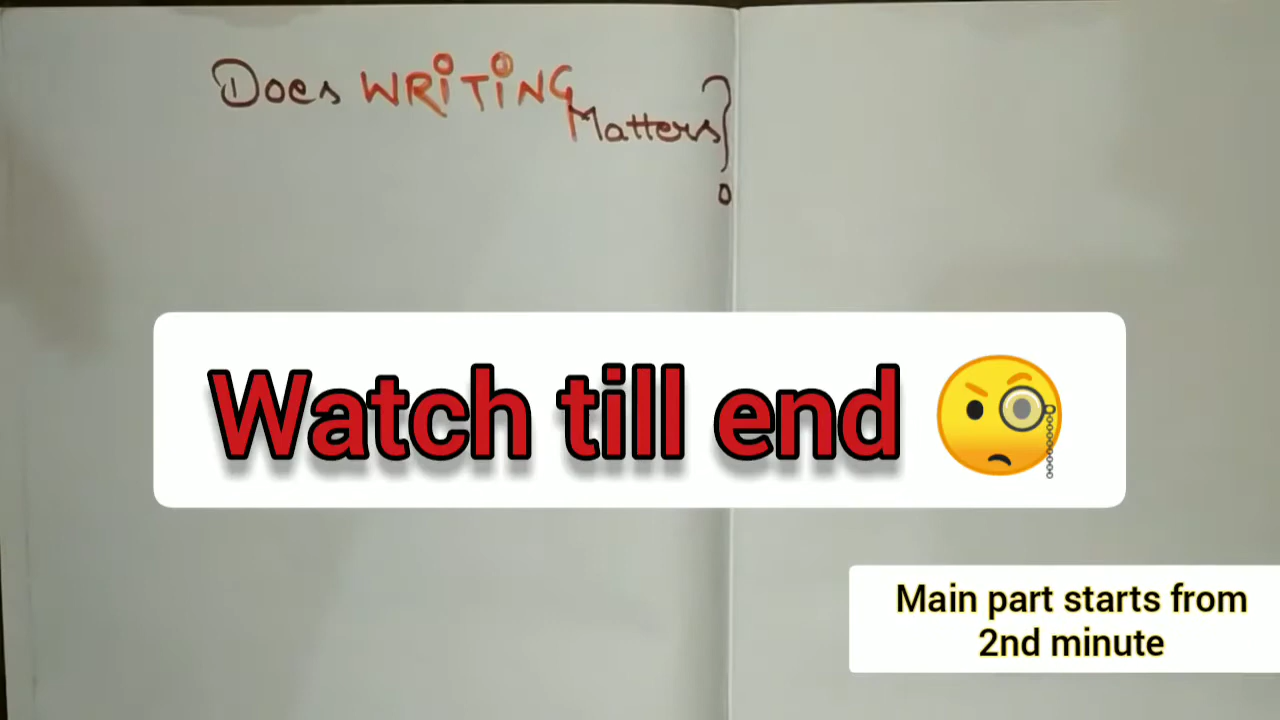 Does WRiTiNG
Matters?
Watch till end 🧐
Main part starts from
2nd minute